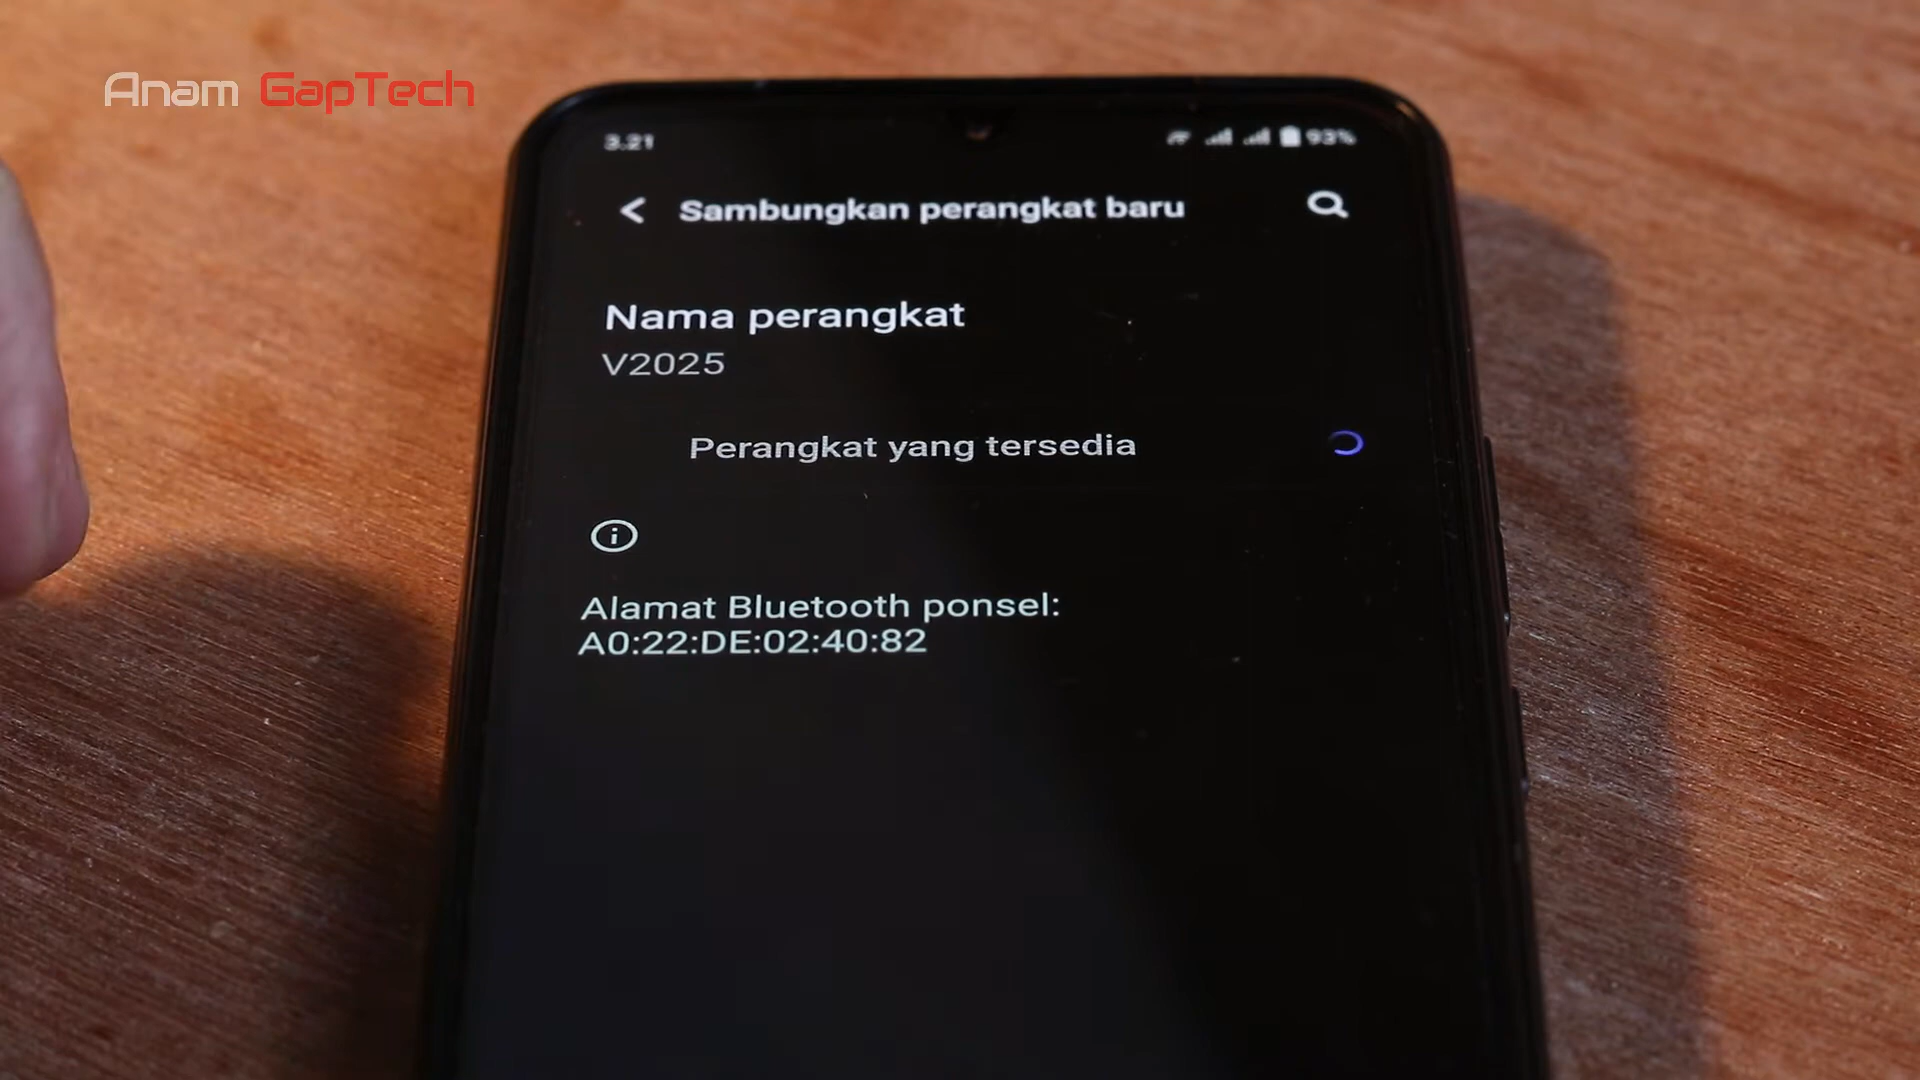 Anam GapTech
3.21
93%
Sambungkan perangkat baru
Nama perangkat
V2025
Perangkat yang tersedia
Alamat Bluetooth ponsel:
A0:22:DE:02:40:82